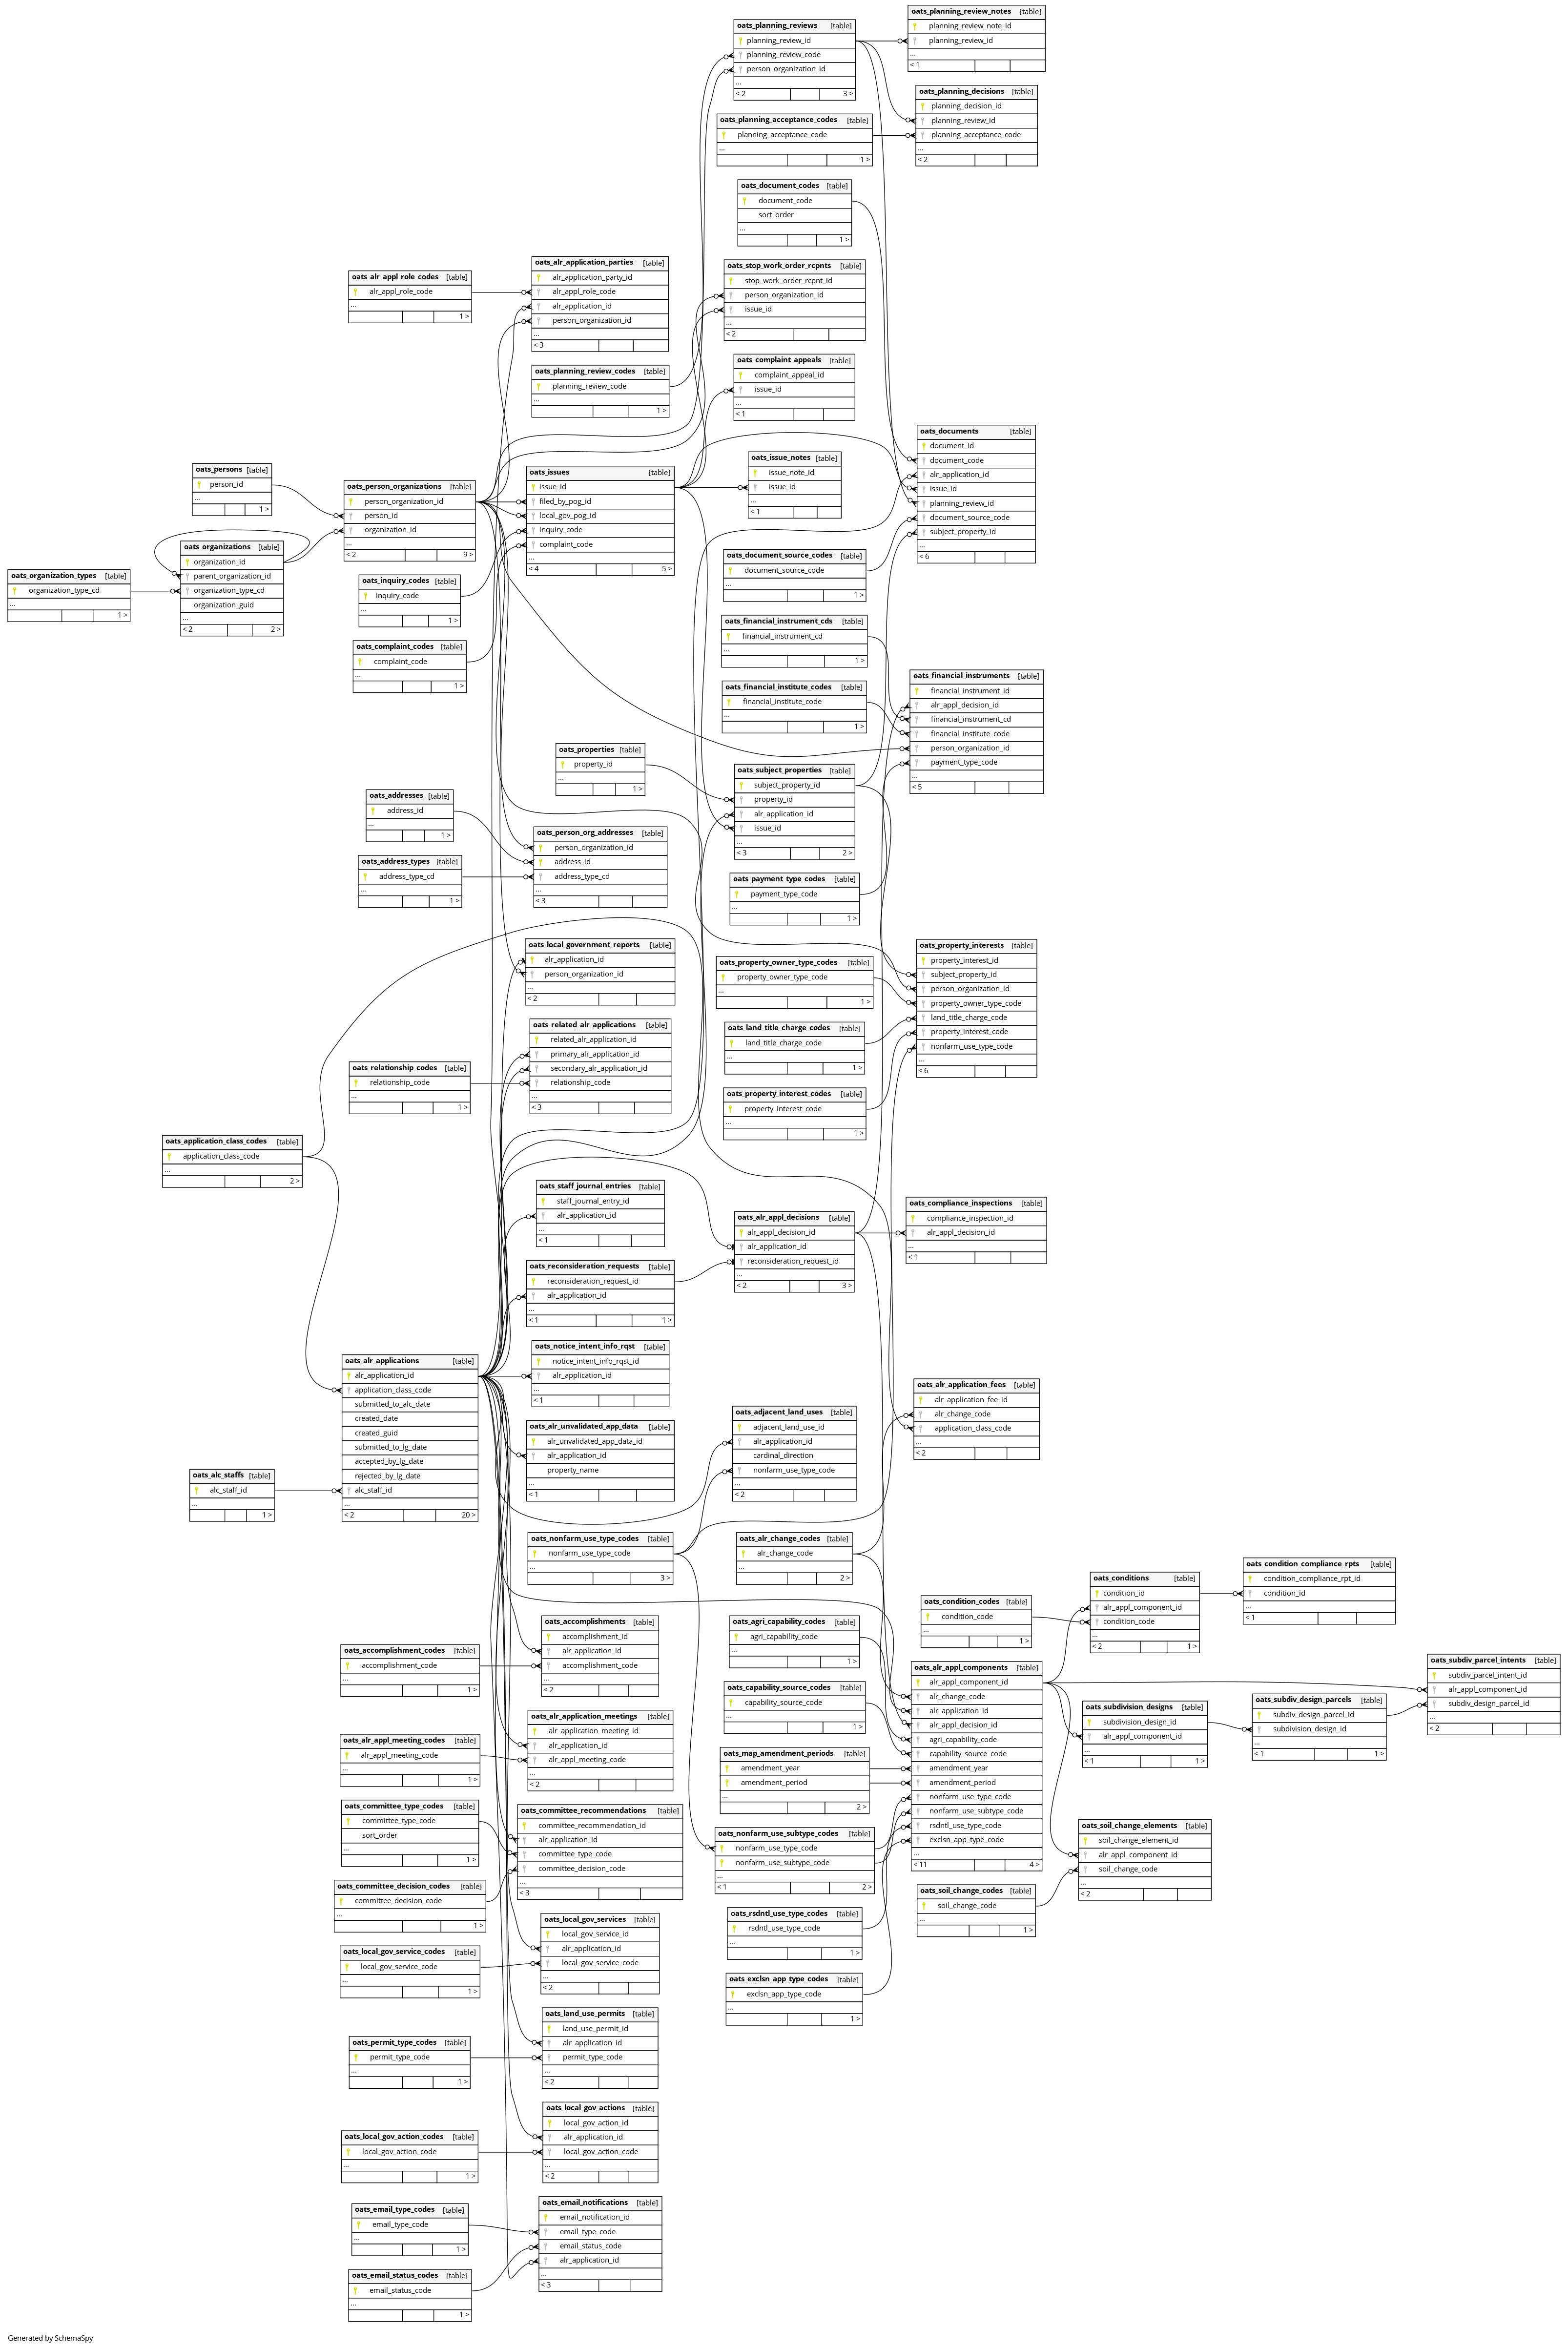 oats_planning_reviews [table]
planning_review_id
planning_review_code
person_organization_id
...
< 2 3 >
oats_planning_review_notes [table]
planning_review_note_id
planning_review_id
...
< 1
oats_planning_decisions [table]
planning_decision_id
planning_review_id
planning_acceptance_code
...
< 2
oats_planning_acceptance_codes [table]
planning_acceptance_code
...
1 >
oats_document_codes [table]
document_code
sort_order
...
1 >
oats_alr_appl_role_codes [table]
alr_appl_role_code
...
1 >
oats_alr_application_parties [table]
alr_application_party_id
alr_appl_role_code
alr_application_id
person_organization_id
...
< 3
oats_stop_work_order_rcpnts [table]
stop_work_order_rcpnt_id
person_organization_id
issue_id
...
< 2
oats_planning_review_codes [table]
planning_review_code
...
1 >
oats_complaint_appeals [table]
complaint_appeal_id
issue_id
...
< 1
oats_documents [table]
document_id
document_code
alr_application_id
issue_id
planning_review_id
document_source_code
subject_property_id
...
< 6
oats_persons [table]
person_id
...
1 >
oats_person_organizations [table]
person_organization_id
person_id
organization_id
...
< 2 9 >
oats_issues [table]
issue_id
filed_by_pog_id
local_gov_pog_id
inquiry_code
complaint_code
...
< 4 5 >
oats_issue_notes [table]
issue_note_id
issue_id
...
< 1
oats_organization_types [table]
organization_type_cd
...
1 >
oats_organizations [table]
organization_id
parent_organization_id
organization_type_cd
organization_guid
...
< 2 2 >
oats_inquiry_codes [table]
inquiry_code
...
1 >
oats_complaint_codes [table]
complaint_code
...
1 >
oats_document_source_codes [table]
document_source_code
...
1 >
oats_financial_instrument_cds [table]
financial_instrument_cd
...
1 >
oats_financial_institute_codes [table]
financial_institute_code
...
1 >
oats_financial_instruments [table]
financial_instrument_id
alr_appl_decision_id
financial_instrument_cd
financial_institute_code
person_organization_id
payment_type_code
...
< 5
oats_properties [table]
property_id
...
1 >
oats_subject_properties [table]
subject_property_id
property_id
alr_application_id
issue_id
...
< 3 2 >
oats_addresses [table]
address_id
...
1 >
oats_address_types [table]
address_type_cd
...
1 >
oats_person_org_addresses [table]
person_organization_id
address_id
address_type_cd
...
< 3
oats_payment_type_codes [table]
payment_type_code
...
1 >
oats_local_government_reports [table]
alr_application_id
person_organization_id
...
< 2
oats_property_owner_type_codes [table]
property_owner_type_code
...
1 >
oats_property_interests [table]
property_interest_id
subject_property_id
person_organization_id
property_owner_type_code
land_title_charge_code
property_interest_code
nonfarm_use_type_code
...
< 6
oats_relationship_codes [table]
relationship_code
...
1 >
oats_related_alr_applications [table]
related_alr_application_id
primary_alr_application_id
secondary_alr_application_id
relationship_code
...
< 3
oats_land_title_charge_codes [table]
land_title_charge_code
...
1 >
oats_property_interest_codes [table]
property_interest_code
...
1 >
oats_application_class_codes [table]
application_class_code
...
2 >
oats_staff_journal_entries [table]
staff_journal_entry_id
alr_application_id
...
< 1
oats_alr_appl_decisions [table]
alr_appl_decision_id
alr_application_id
reconsideration_request_id
...
< 2 3 >
oats_compliance_inspections [table]
compliance_inspection_id
alr_appl_decision_id
...
< 1
oats_reconsideration_requests [table]
reconsideration_request_id
alr_application_id
...
< 1 1 >
oats_alr_applications [table]
alr_application_id
application_class_code
submitted_to_alc_date
created_date
created_guid
submitted_to_lg_date
accepted_by_lg_date
rejected_by_lg_date
alc_staff_id
...
< 2 20 >
oats_notice_intent_info_rqst [table]
notice_intent_info_rqst_id
alr_application_id
...
< 1
oats_alr_application_fees [table]
alr_application_fee_id
alr_change_code
application_class_code
...
< 2
oats_alr_unvalidated_app_data [table]
alr_unvalidated_app_data_id
alr_application_id
property_name
...
< 1
oats_adjacent_land_uses [table]
adjacent_land_use_id
alr_application_id
cardinal_direction
nonfarm_use_type_code
...
< 2
oats_alc_staffs [table]
alc_staff_id
...
1 >
oats_nonfarm_use_type_codes [table]
nonfarm_use_type_code
...
3 >
oats_alr_change_codes [table]
alr_change_code
...
2 >
oats_condition_codes [table]
condition_code
...
1 >
oats_conditions [table]
condition_id
alr_appl_component_id
condition_code
...
< 2 1 >
oats_condition_compliance_rpts [table]
condition_compliance_rpt_id
condition_id
...
< 1
oats_accomplishment_codes [table]
accomplishment_code
...
1 >
oats_accomplishments [table]
accomplishment_id
alr_application_id
accomplishment_code
...
< 2
oats_agri_capability_codes [table]
agri_capability_code
...
1 >
oats_capability_source_codes [table]
capability_source_code
...
1 >
oats_alr_appl_components [table]
alr_appl_component_id
alr_change_code
alr_application_id
alr_appl_decision_id
agri_capability_code
capability_source_code
amendment_year
amendment_period
nonfarm_use_type_code
nonfarm_use_subtype_code
rsdntl_use_type_code
exclsn_app_type_code
...
< 11 4 >
oats_subdivision_designs [table]
subdivision_design_id
alr_appl_component_id
...
< 1 1 >
oats_subdiv_design_parcels [table]
subdiv_design_parcel_id
subdivision_design_id
...
< 1 1 >
oats_subdiv_parcel_intents [table]
subdiv_parcel_intent_id
alr_appl_component_id
subdiv_design_parcel_id
...
< 2
oats_alr_appl_meeting_codes [table]
alr_appl_meeting_code
...
1 >
oats_alr_application_meetings [table]
alr_application_meeting_id
alr_application_id
alr_appl_meeting_code
...
< 2
oats_map_amendment_periods [table]
amendment_year
amendment_period
...
2 >
oats_committee_type_codes [table]
committee_type_code
sort_order
...
1 >
oats_committee_recommendations [table]
committee_recommendation_id
alr_application_id
committee_type_code
committee_decision_code
...
< 3
oats_nonfarm_use_subtype_codes [table]
nonfarm_use_type_code
nonfarm_use_subtype_code
...
< 1 2 >
oats_soil_change_elements [table]
soil_change_element_id
alr_appl_component_id
soil_change_code
...
< 2
oats_committee_decision_codes [table]
committee_decision_code
...
1 >
oats_soil_change_codes [table]
soil_change_code
...
1 >
oats_rsdntl_use_type_codes [table]
rsdntl_use_type_code
...
1 >
oats_local_gov_service_codes [table]
local_gov_service_code
...
1 >
oats_local_gov_services [table]
local_gov_service_id
alr_application_id
local_gov_service_code
...
< 2
oats_exclsn_app_type_codes [table]
exclsn_app_type_code
...
1 >
oats_permit_type_codes [table]
permit_type_code
...
1 >
oats_land_use_permits [table]
land_use_permit_id
alr_application_id
permit_type_code
...
< 2
oats_local_gov_action_codes [table]
local_gov_action_code
...
1 >
oats_local_gov_actions [table]
local_gov_action_id
alr_application_id
local_gov_action_code
...
< 2
oats_email_type_codes [table]
email_type_code
...
1 >
oats_email_notifications [table]
email_notification_id
email_type_code
email_status_code
alr_application_id
...
< 3
oats_email_status_codes [table]
email_status_code
...
1 >
Generated by SchemaSpy